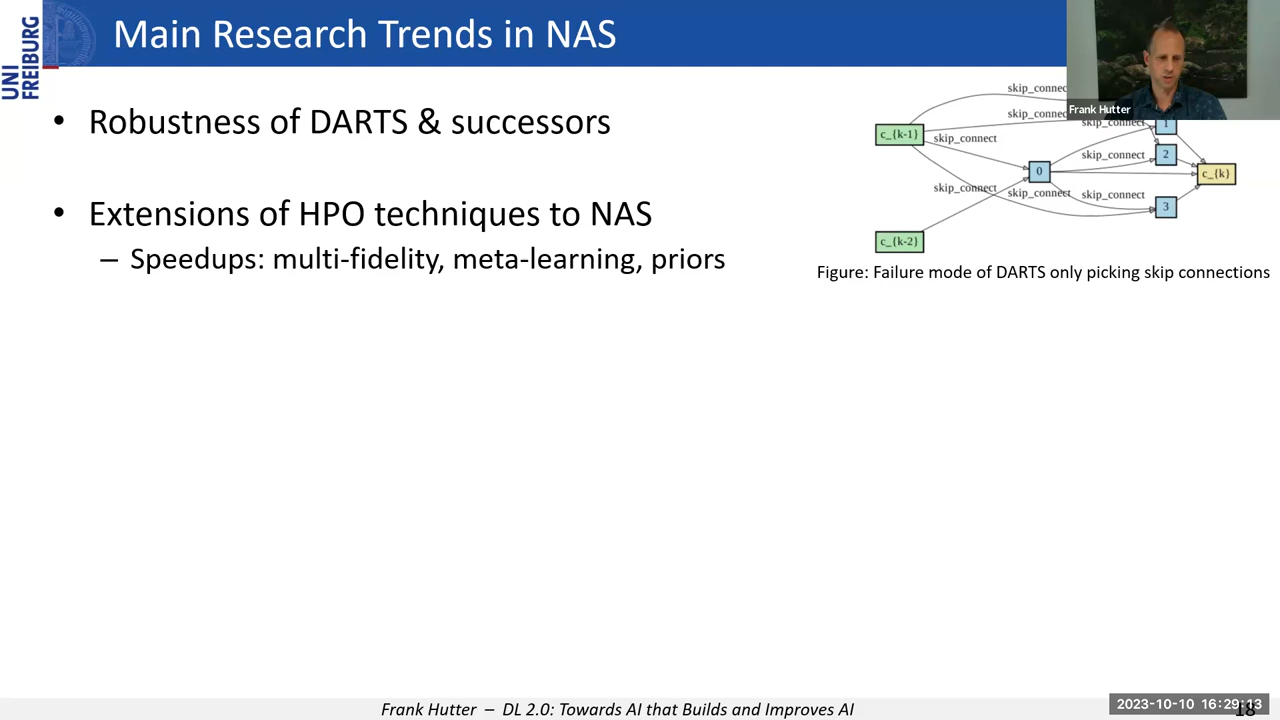 UNI
FREIBURG
Main Research Trends in NAS
Frank Hutter
• Robustness of DARTS & successors
• Extensions of HPO techniques to NAS
– Speedups: multi-fidelity, meta-learning, priors
skip_connec
skip_connec
skip_connect
skip_connect
skip_connect
skip_connect
skip_connect
skip_connect
c_{k-1}
c_{k-2}
0
1
2
3
c_{k}
Figure: Failure mode of DARTS only picking skip connections
Frank Hutter – DL 2.0: Towards AI that Builds and Improves AI
2023-10-10 16:29:13
18